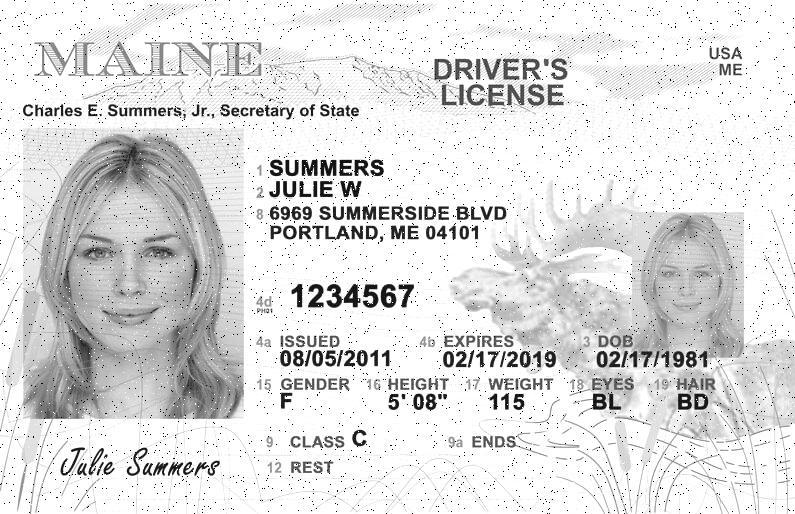 MAINE
DRIVER'S
LICENSE
USA
ME
Charles E. Summers, Jr., Secretary of State
1 SUMMERS
2 JULIE W
8 6969 SUMMERSIDE BLVD
PORTLAND, ME 04101
4d 1234567
4a ISSUED 4b EXPIRES 3 DOB
08/05/2011 02/17/2019 02/17/1981
15 GENDER 16 HEIGHT 17 WEIGHT 18 EYES 19 HAIR
F 5' 08" 115 BL BD
9 CLASS C 9a ENDS
12 REST
Julie Summers